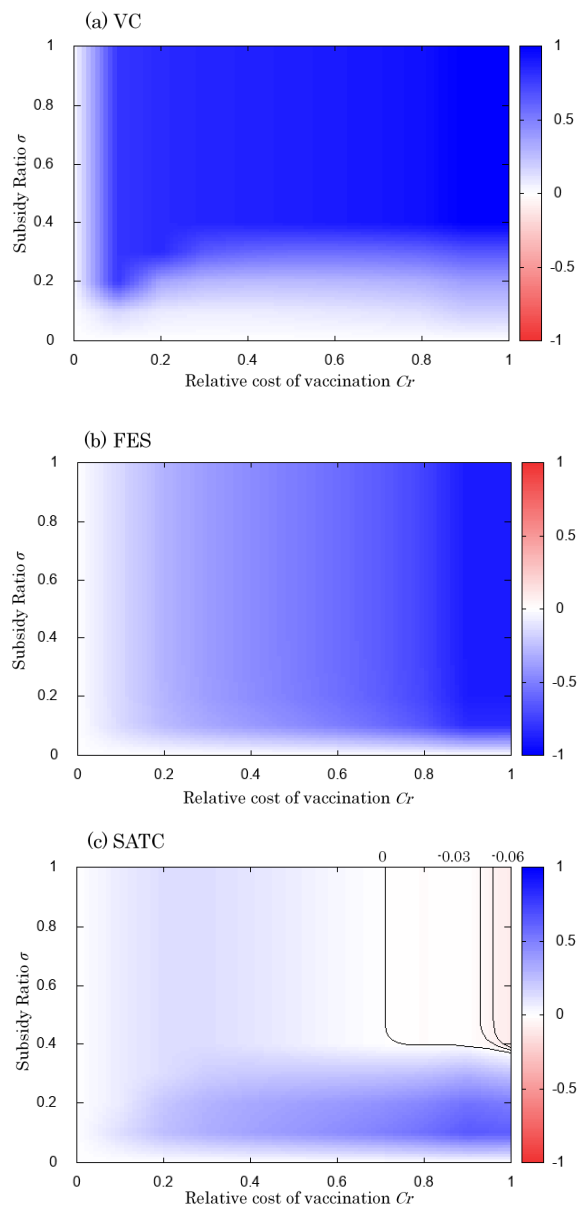 (a) VC
1
0.8
0.6
0.4
0.2
0
Subsidy Ratio σ
0 0.2 0.4 0.6 0.8 1
Relative cost of vaccination Cr
1
0.5
0
-0.5
-1
(b) FES
1
0.8
0.6
0.4
0.2
0
Subsidy Ratio σ
0 0.2 0.4 0.6 0.8 1
Relative cost of vaccination Cr
1
0.5
0
-0.5
-1
(c) SATC
0 -0.03 -0.06
1
0.8
0.6
0.4
0.2
0
Subsidy Ratio σ
0 0.2 0.4 0.6 0.8 1
Relative cost of vaccination Cr
1
0.5
0
-0.5
-1